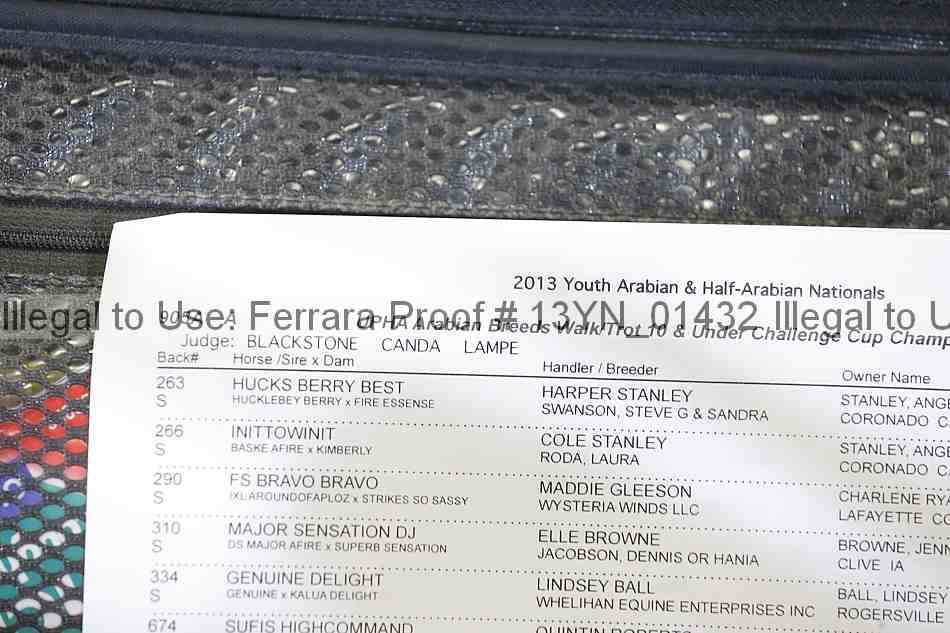 2013 Youth Arabian & Half-Arabian Nationals
Illegal to Use: Ferrara Proof # 13YN_01432 Illegal to U
905A A UPHA Arabian Breeds Walk/Trot 10 & Under Challenge Cup Champ
Judge: BLACKSTONE CANDA LAMPE
Back# Horse /Sire x Dam Handler / Breeder Owner Name
263 HUCKS BERRY BEST HARPER STANLEY STANLEY, ANGE
S HUCKLEBEY BERRY x FIRE ESSENSE SWANSON, STEVE G & SANDRA CORONADO C
266 INITTOWINIT COLE STANLEY STANLEY, ANGE
S BASKE AFIRE x KIMBERLY RODA, LAURA CORONADO C
290 FS BRAVO BRAVO MADDIE GLEESON CHARLENE RYA
S IXLAROUNDOFAPLOZ x STRIKES SO SASSY WYSTERIA WINDS LLC LAFAYETTE CO
310 MAJOR SENSATION DJ ELLE BROWNE BROWNE, JENN
S DS MAJOR AFIRE x SUPERB SENSATION JACOBSON, DENNIS OR HANIA CLIVE IA
334 GENUINE DELIGHT LINDSEY BALL BALL, LINDSEY
S GENUINE x KALUA DELIGHT WHELIHAN EQUINE ENTERPRISES INC ROGERSVILLE
674 SUFIS HIGHCOMMAND QUINTIN ROBERTS